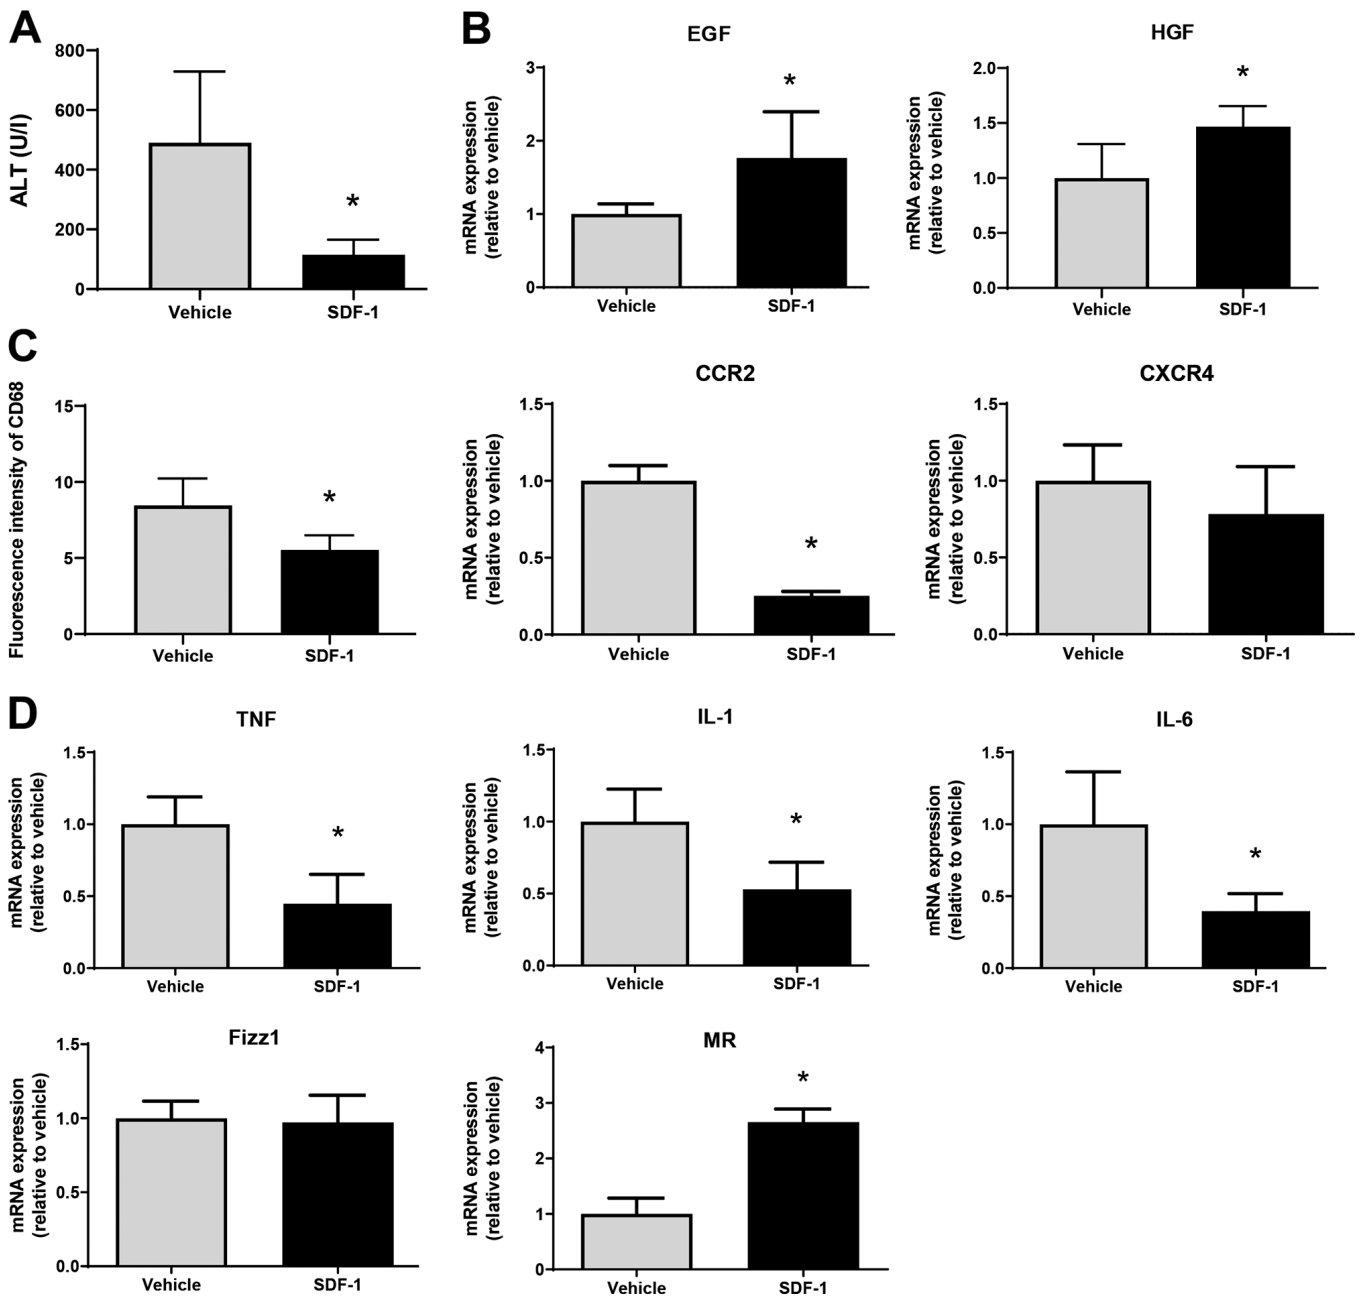 A
ALT (U/I)
800
600
400
200
0
*
Vehicle
SDF-1
B
EGF
mRNA expression
(relative to vehicle)
3
2
1
0
*
Vehicle
SDF-1
HGF
mRNA expression
(relative to vehicle)
2.0
1.5
1.0
0.5
0.0
*
Vehicle
SDF-1
C
Fluorescence intensity of CD68
15
10
5
0
*
Vehicle
SDF-1
CCR2
mRNA expression
(relative to vehicle)
1.5
1.0
0.5
0.0
*
Vehicle
SDF-1
CXCR4
mRNA expression
(relative to vehicle)
1.5
1.0
0.5
0.0
Vehicle
SDF-1
D
TNF
mRNA expression
(relative to vehicle)
1.5
1.0
0.5
0.0
*
Vehicle
SDF-1
IL-1
mRNA expression
(relative to vehicle)
1.5
1.0
0.5
0.0
*
Vehicle
SDF-1
IL-6
mRNA expression
(relative to vehicle)
1.5
1.0
0.5
0.0
*
Vehicle
SDF-1
Fizz1
mRNA expression
(relative to vehicle)
1.5
1.0
0.5
0.0
Vehicle
SDF-1
MR
mRNA expression
(relative to vehicle)
4
3
2
1
0
*
Vehicle
SDF-1